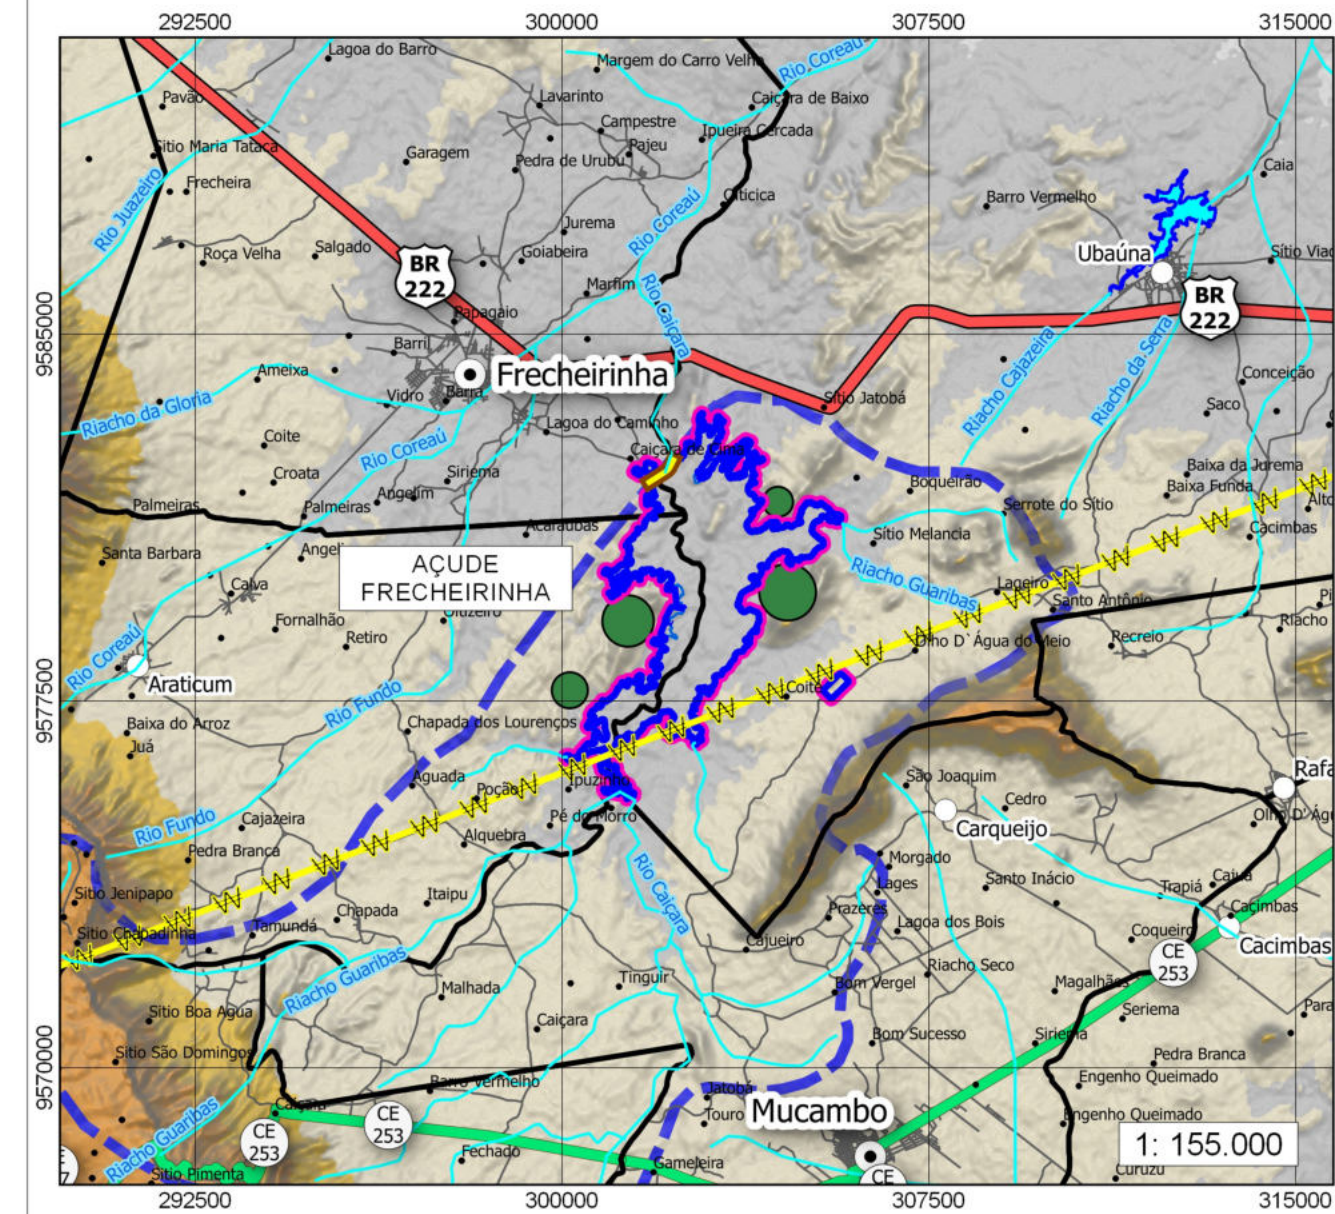 292500
300000
307500
315000
Lagoa do Barro
Margem do Carro Velho
Rio Coreaú
Pavão
Lavarinto
Caiçara de Baixo
Campestre
Ipueira Cercada
Sitio Maria Tataca
Garagem
Pajeu
Pedra de Urubu
Caia
Frecheira
Oiticica
Barro Vermelho
Rio Juazeiro
Jurema
Rio Coreaú
Roça Velha
Salgado
Goiabeira
Ubaúna
BR
222
Marfim
BR
222
9585000
Papagaio
Rio Caiçara
Barril
Frecheirinha
Ameixa
Riacho Cajazeira
Riacho da Serra
Conceição
Vidro
Barra
Sítio Jatobá
Saco
Riacho da Gloria
Lagoa do Caminho
Coite
Rio Coreaú
Caiçara de Cima
Croata
Siriema
Baixa da Jurema
Boqueirão
Baixa Funda
Palmeiras
Palmeiras
Angelim
Serrote do Sítio
Acaraubas
Sítio Melancia
Cacimbas
Santa Barbara
AÇUDE
FRECHEIRINHA
Riacho Guaribas
Calva
Lageiro
Santo Antônio
Fornalhão
Retiro
Olho D`Água do Meio
Recreio
Rio Coreaú
Araticum
9577500
Rio Fundo
Coite
Baixa do Arroz
Chapada dos Lourenços
Juá
Aguada
Poção
Ipuzinho
São Joaquim
Cedro
Rio Fundo
Cajazeira
Pé do Morro
Carqueijo
Pedra Branca
Alquebra
Rio Caiçara
Morgado
Sitio Jenipapo
Itaipu
Lages
Santo Inácio
Trapiá
Cajuá
Chapada
Prazeres
Lagoa dos Bois
Cacimbas
Sitio Chapadinha
Tamundá
Cajueiro
Coqueiro
Cacimbas
CE
253
Riacho Guaribas
Tinguir
Riacho Seco
Malhada
Bom Vergel
Magalhães
Sitio Boa Agua
Caiçara
Seriema
Bom Sucesso
Siriema
Sitio São Domingos
Pedra Branca
9570000
Barro Vermelho
Engenho Queimado
Jatobá
Caiçara
CE
253
Touro
Mucambo
Engenho Queimado
Riacho Guaribas
CE
253
1: 155.000
Fechado
Gameleira
Sitio Pimenta
CE
Curuzu
292500
300000
307500
315000